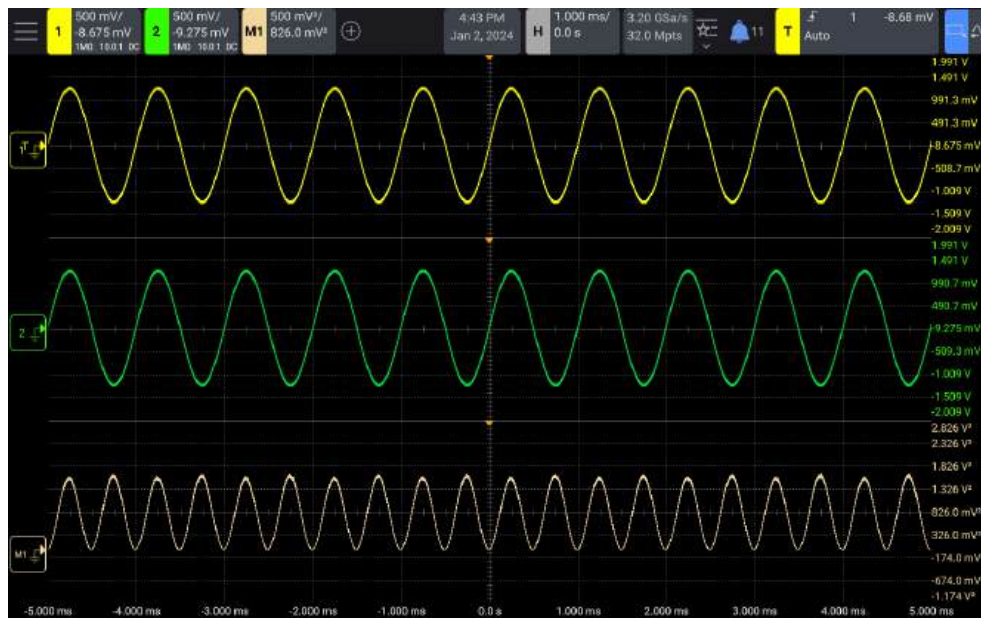 1 500 mV/ -8.675 mV 1MΩ 10.0:1 DC
2 500 mV/ -9.275 mV 1MΩ 10.0:1 DC
M1 500 mV²/ 826.0 mV²
4:43 PM
Jan 2, 2024
H 1.000 ms/ 0.0 s
3.20 GSa/s
32.0 Mpts
11
T 1 -8.68 mV
Auto
1.991 V
1.491 V
991.3 mV
491.3 mV
-8.675 mV
-508.7 mV
-1.009 V
-1.509 V
-2.009 V
T
1.991 V
1.491 V
990.7 mV
490.7 mV
-9.275 mV
-509.3 mV
-1.009 V
-1.509 V
-2.009 V
2
2.826 V²
2.326 V²
1.826 V²
1.326 V²
826.0 mV²
326.0 mV²
-174.0 mV
-674.0 mV
-1.174 V²
M1
-5.000 ms -4.000 ms -3.000 ms -2.000 ms -1.000 ms 0.0 s 1.000 ms 2.000 ms 3.000 ms 4.000 ms 5.000 ms